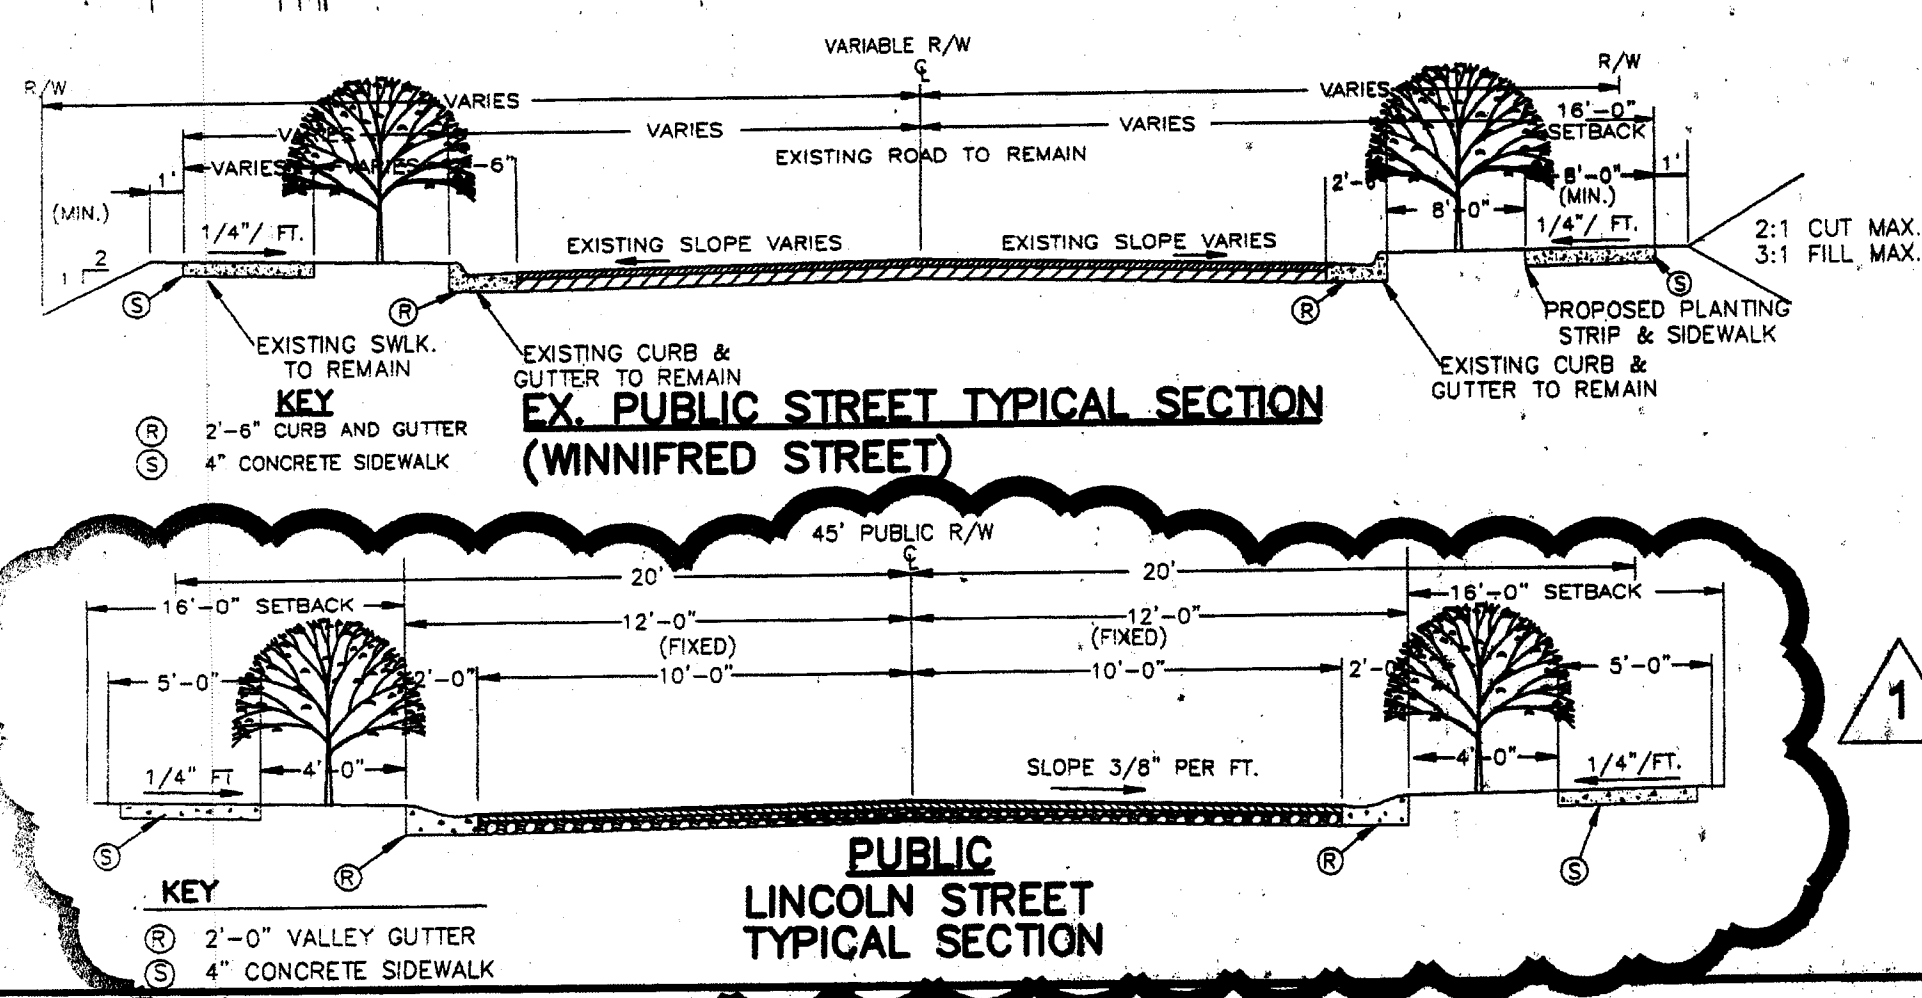 VARIABLE R/W
℄
R/W
R/W
VARIES
VARIES
16'-0"
SETBACK
VARIES
VARIES
VARIES
EXISTING ROAD TO REMAIN
VARIES
VARIES
-6"
1'
(MIN.)
2'-6
8'-0"
8'-0"
(MIN.)
1'
1/4"/ FT.
EXISTING SLOPE VARIES
EXISTING SLOPE VARIES
1/4"/ FT.
2:1 CUT MAX.
3:1 FILL MAX.
2
1
S
R
R
S
EXISTING SWLK.
TO REMAIN
EXISTING CURB &
GUTTER TO REMAIN
PROPOSED PLANTING
STRIP & SIDEWALK
EXISTING CURB &
GUTTER TO REMAIN
KEY
R 2'-6" CURB AND GUTTER
S 4" CONCRETE SIDEWALK
EX. PUBLIC STREET TYPICAL SECTION
(WINNIFRED STREET)
45' PUBLIC R/W
℄
20'
20'
16'-0" SETBACK
16'-0" SETBACK
12'-0"
(FIXED)
12'-0"
(FIXED)
5'-0"
2'-0"
10'-0"
10'-0"
2'-0
5'-0"
1
1/4" FT
4'-0"
SLOPE 3/8" PER FT.
4'-0"
1/4"/FT.
S
R
R
S
PUBLIC
LINCOLN STREET
TYPICAL SECTION
KEY
R 2'-0" VALLEY GUTTER
S 4" CONCRETE SIDEWALK